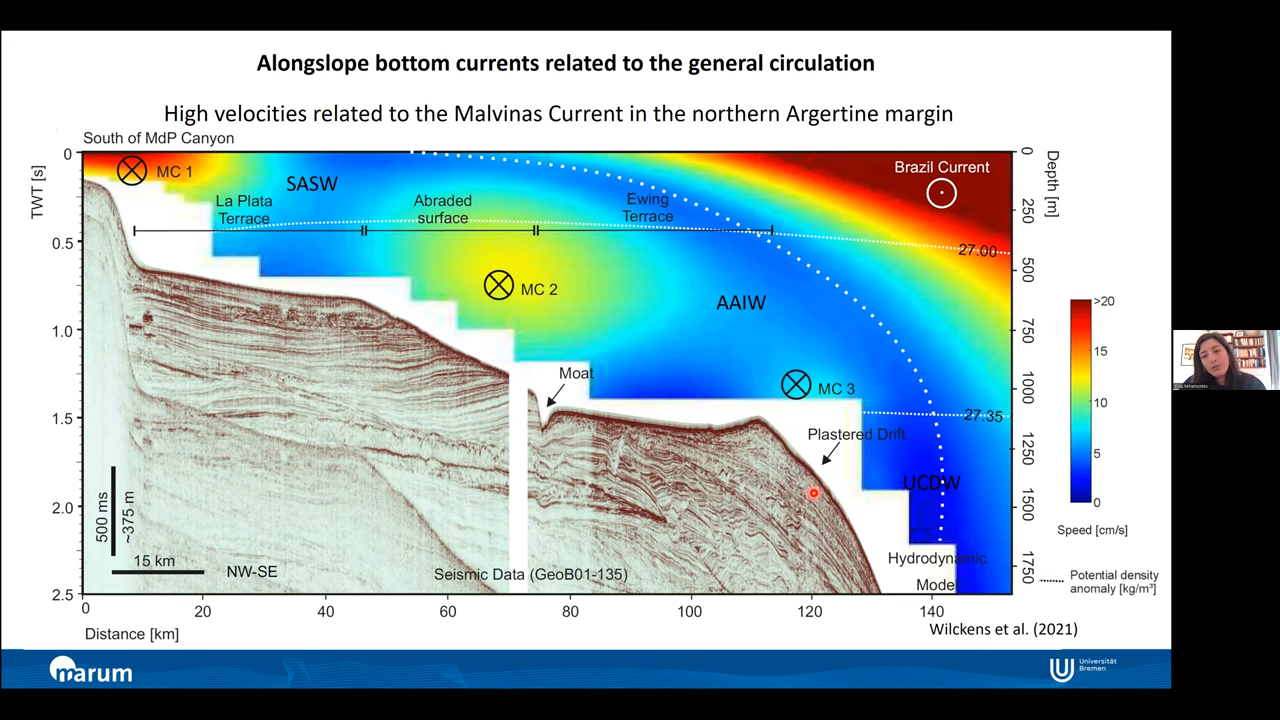 Alongslope bottom currents related to the general circulation
High velocities related to the Malvinas Current in the northern Argertine margin
South of MdP Canyon
TWT [s]
0
0.5
1.0
1.5
2.0
2.5
MC 1
SASW
La Plata
Terrace
Abraded
surface
Ewing
Terrace
Brazil Current
27.00
MC 2
AAIW
MC 3
27.35
Moat
Plastered Drift
UCDW
500 ms
~375 m
15 km
NW-SE
Seismic Data (GeoB01-135)
Hydrodynamic
Model
0
20
40
60
80
100
120
140
Distance [km]
Depth [m]
0
250
500
750
1000
1250
1500
1750
>20
15
10
5
0
Speed [cm/s]
Potential density
anomaly [kg/m³]
Wilckens et al. (2021)
marum
Universität
Bremen
Elda Miramontes